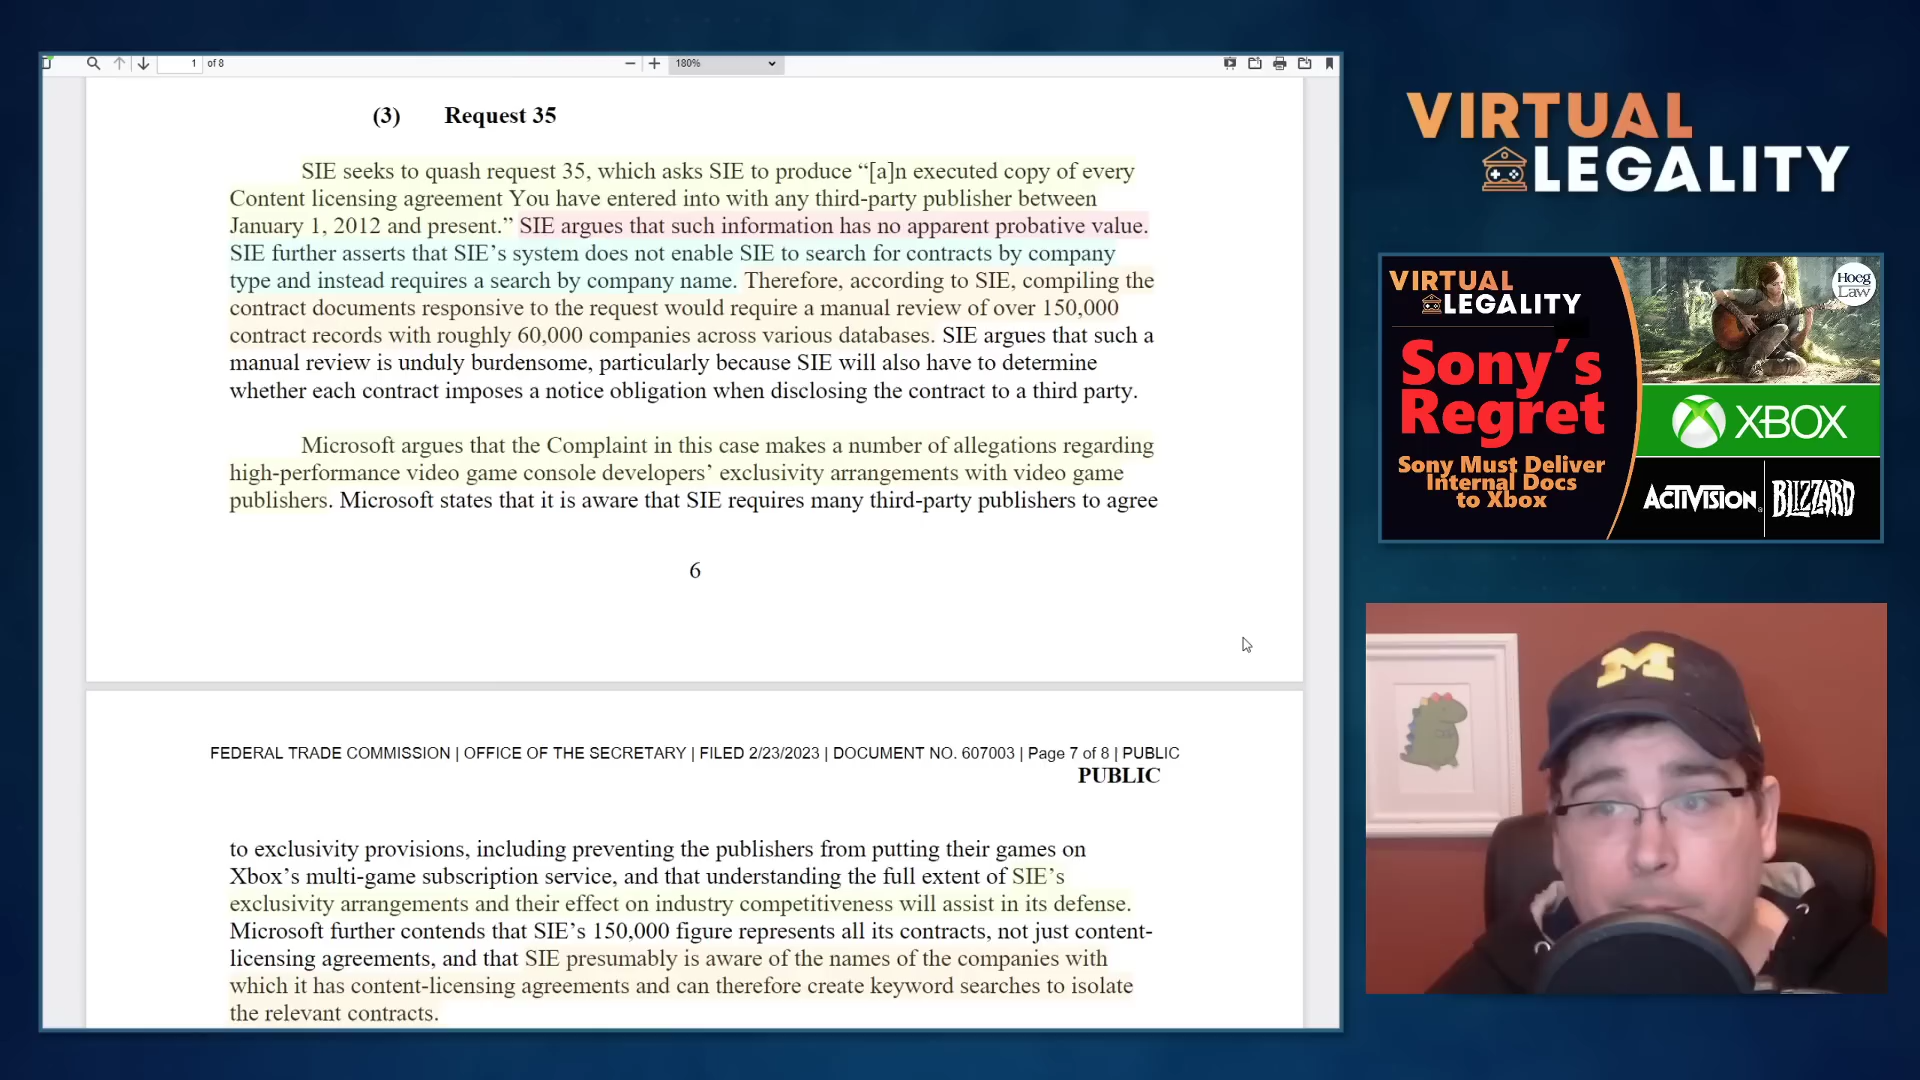 1 of 8
180%
(3) Request 35
SIE seeks to quash request 35, which asks SIE to produce “[a]n executed copy of every
Content licensing agreement You have entered into with any third-party publisher between
January 1, 2012 and present.” SIE argues that such information has no apparent probative value.
SIE further asserts that SIE’s system does not enable SIE to search for contracts by company
type and instead requires a search by company name. Therefore, according to SIE, compiling the
contract documents responsive to the request would require a manual review of over 150,000
contract records with roughly 60,000 companies across various databases. SIE argues that such a
manual review is unduly burdensome, particularly because SIE will also have to determine
whether each contract imposes a notice obligation when disclosing the contract to a third party.
Microsoft argues that the Complaint in this case makes a number of allegations regarding
high-performance video game console developers’ exclusivity arrangements with video game
publishers. Microsoft states that it is aware that SIE requires many third-party publishers to agree
6
FEDERAL TRADE COMMISSION | OFFICE OF THE SECRETARY | FILED 2/23/2023 | DOCUMENT NO. 607003 | Page 7 of 8 | PUBLIC
PUBLIC
to exclusivity provisions, including preventing the publishers from putting their games on
Xbox’s multi-game subscription service, and that understanding the full extent of SIE’s
exclusivity arrangements and their effect on industry competitiveness will assist in its defense.
Microsoft further contends that SIE’s 150,000 figure represents all its contracts, not just content-
licensing agreements, and that SIE presumably is aware of the names of the companies with
which it has content-licensing agreements and can therefore create keyword searches to isolate
the relevant contracts.
VIRTUAL
LEGALITY
VIRTUAL
LEGALITY
Sony’s
Regret
Sony Must Deliver
Internal Docs
to Xbox
Hoeg
Law
XBOX
ACTIVISION
BLIZZARD
M